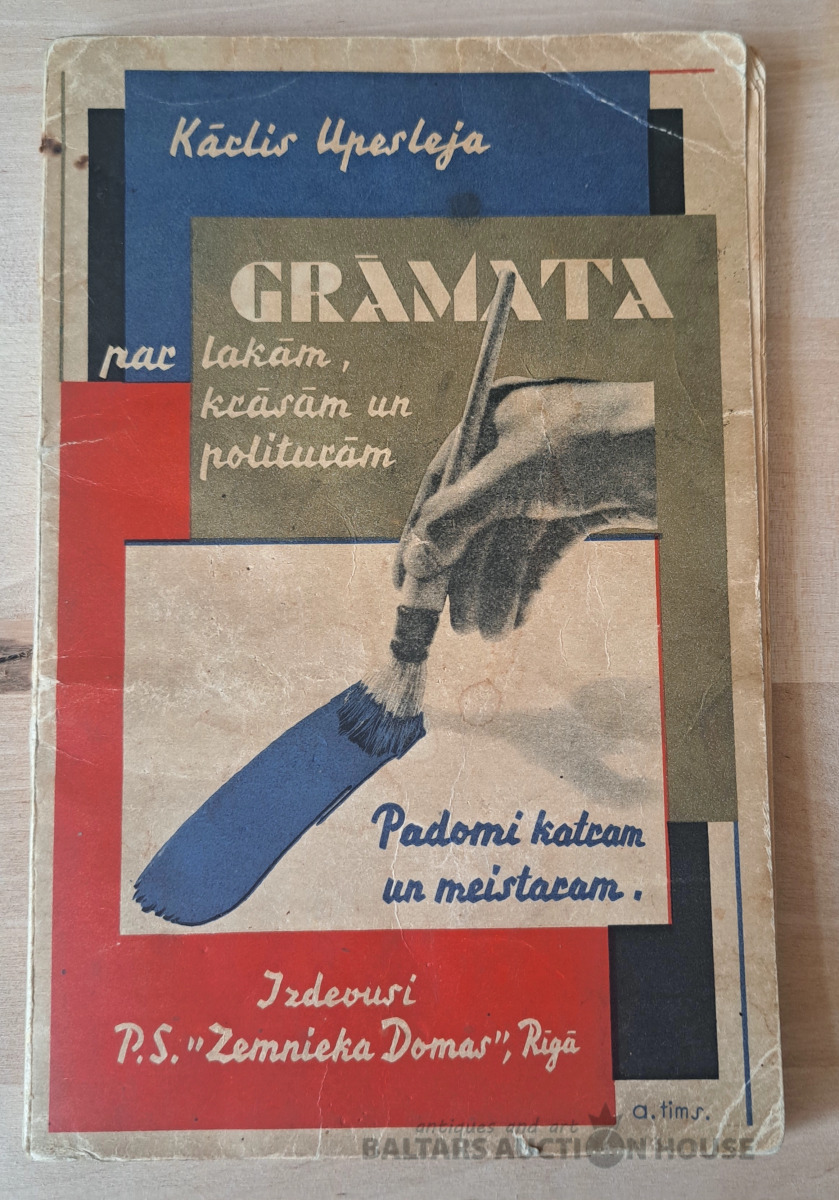 Kārlis Upesleja
GRĀMATA
par lakām,
krāsām un
politurām
Padomi katram
un meistaram.
Izdevusi
P.S. "Zemnieka Domas", Rīgā
a. tims.
antiques and art
BALTARS AUCTION HOUSE